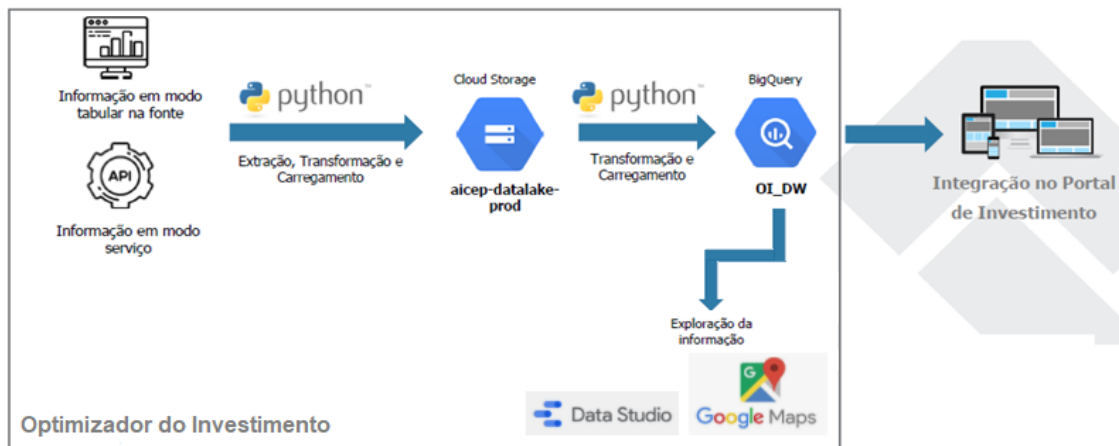 Informação em modo
tabular na fonte
API
Informação em modo
serviço
python™
Extração, Transformação e
Carregamento
Cloud Storage
aicep-datalake-
prod
python™
Transformação e
Carregamento
BigQuery
OI_DW
Integração no Portal
de Investimento
Exploração da
informação
Data Studio
G
Google Maps
Optimizador do Investimento